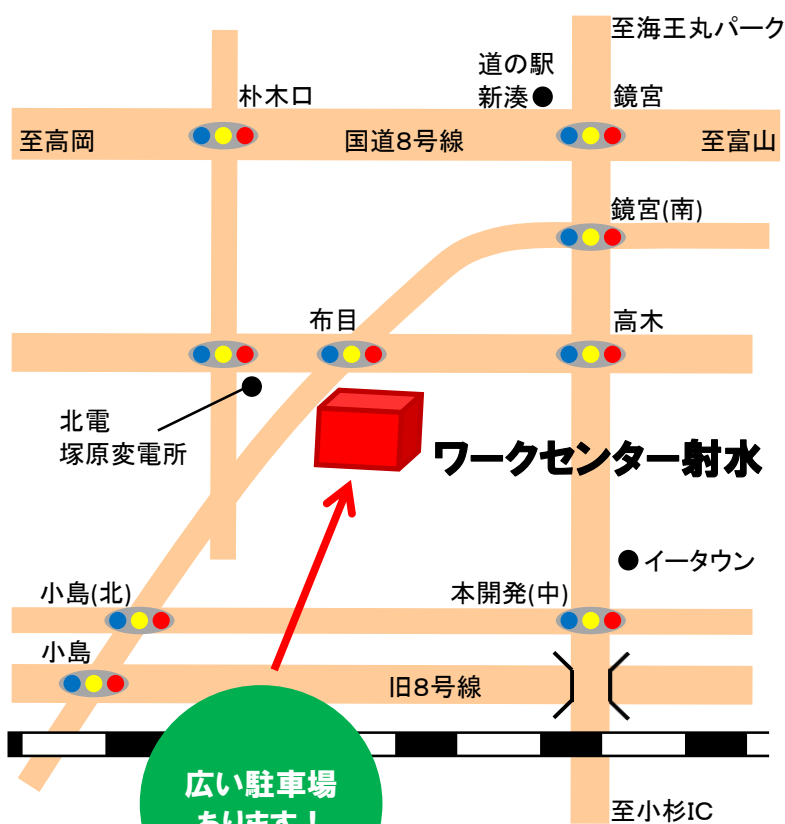 至海王丸パーク
道の駅
新湊
朴木口
鏡宮
至高岡
国道8号線
至富山
鏡宮(南)
布目
高木
北電
塚原変電所
ワークセンター射水
イータウン
小島(北)
本開発(中)
小島
旧8号線
広い駐車場
あります！
至小杉IC